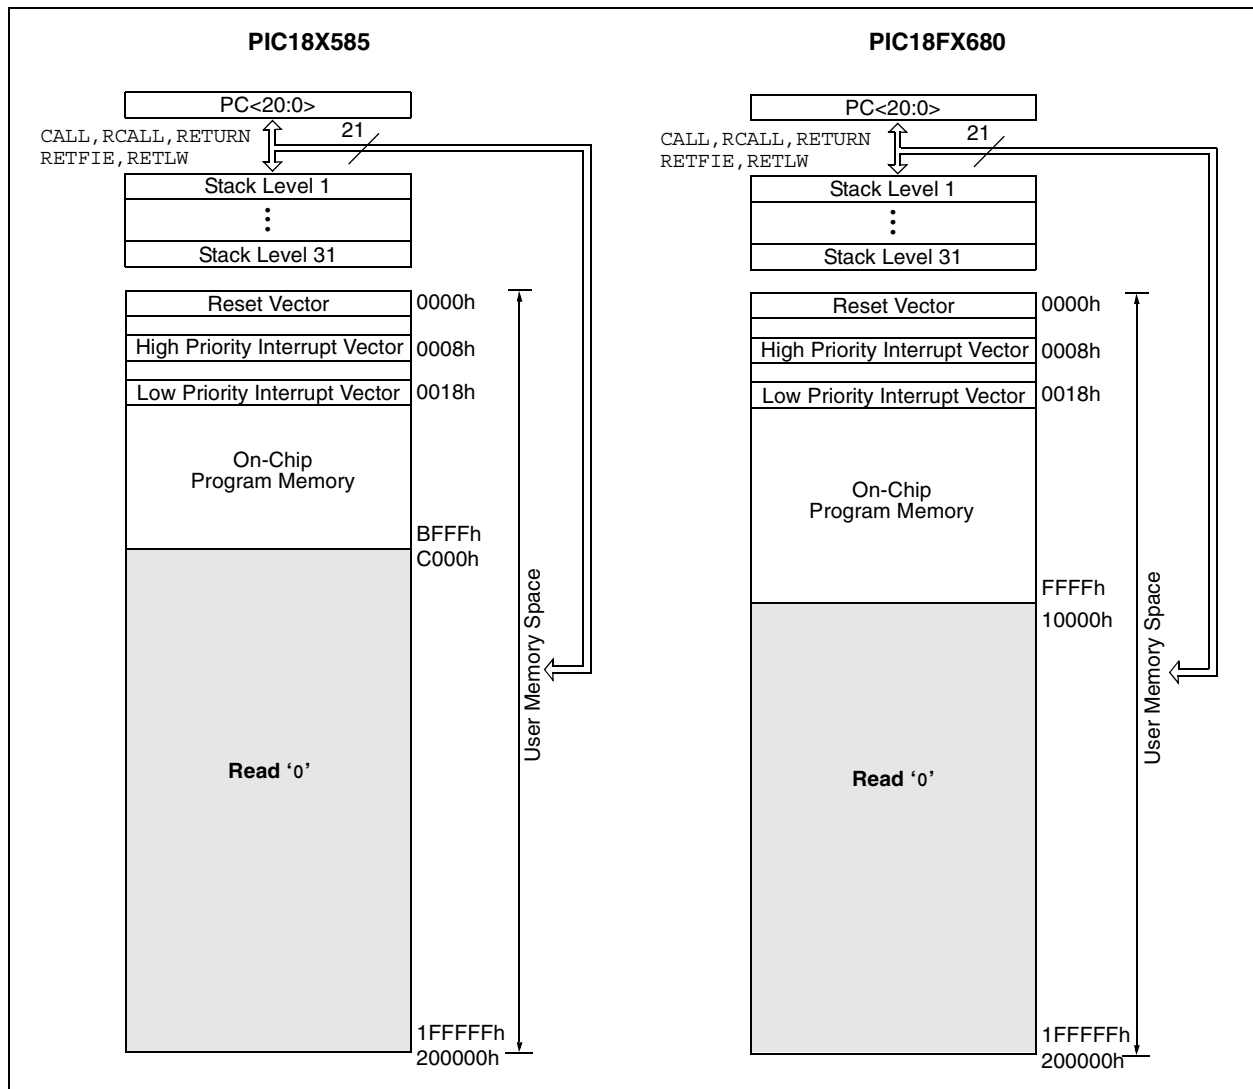 PIC18X585
PC<20:0>
CALL,RCALL,RETURN
RETFIE,RETLW
21
Stack Level 1
Stack Level 31
Reset Vector
0000h
High Priority Interrupt Vector
0008h
Low Priority Interrupt Vector
0018h
On-Chip
Program Memory
BFFFh
C000h
User Memory Space
Read ‘0’
1FFFFFh
200000h
PIC18FX680
PC<20:0>
CALL,RCALL,RETURN
RETFIE,RETLW
21
Stack Level 1
Stack Level 31
Reset Vector
0000h
High Priority Interrupt Vector
0008h
Low Priority Interrupt Vector
0018h
On-Chip
Program Memory
FFFFh
10000h
User Memory Space
Read ‘0’
1FFFFFh
200000h